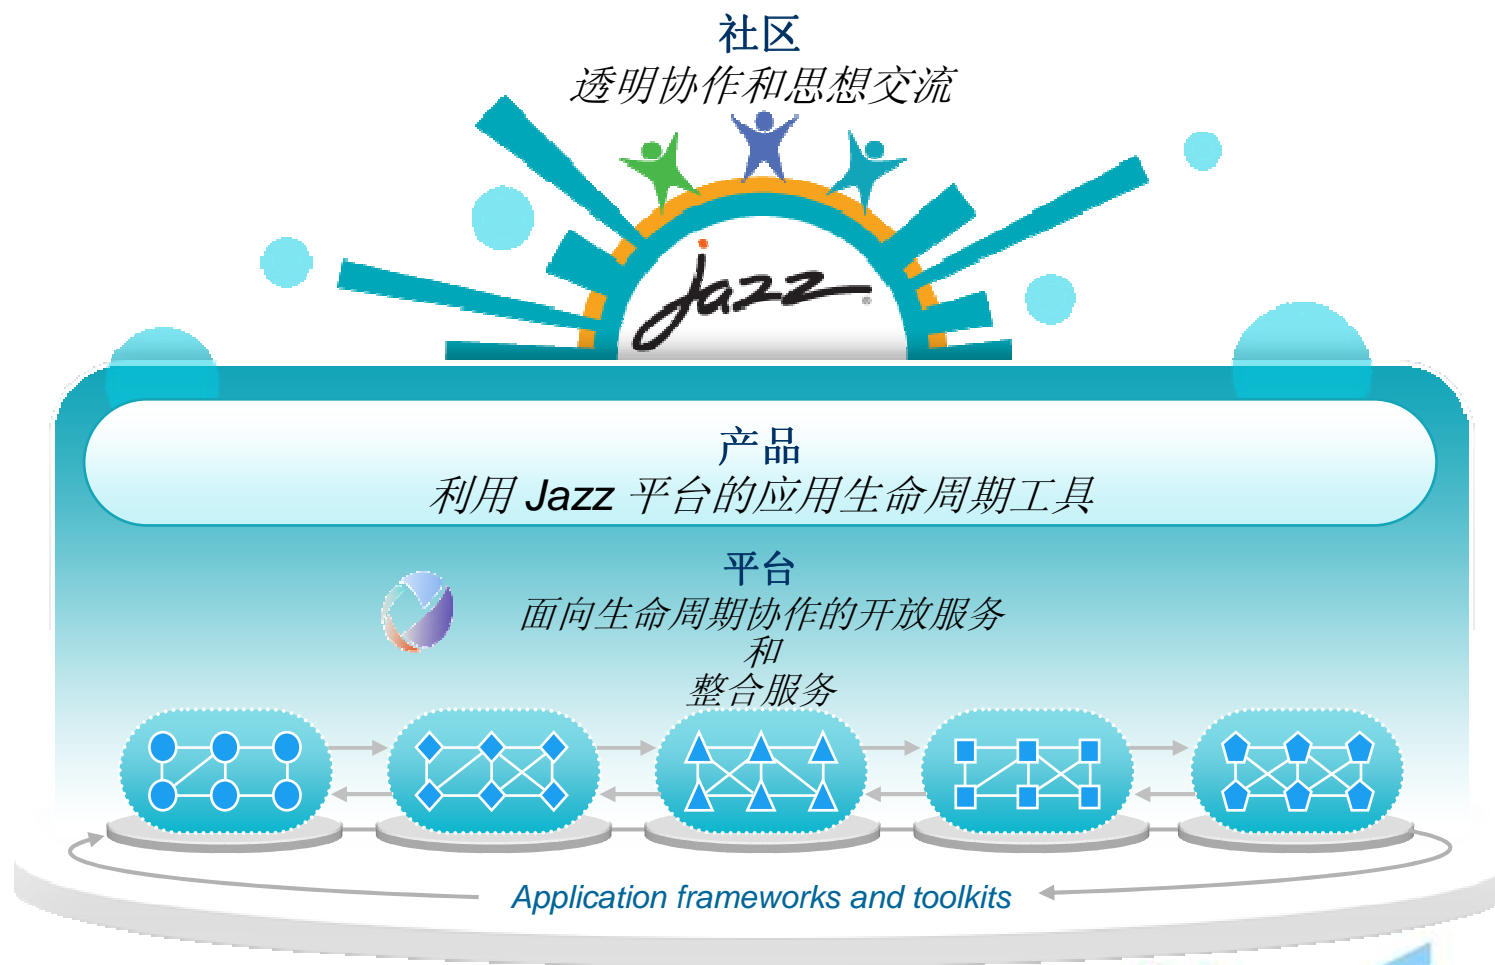 社区
透明协作和思想交流
jazz®
产品
利用 Jazz 平台的应用生命周期工具
平台
面向生命周期协作的开放服务
和
整合服务
Application frameworks and toolkits